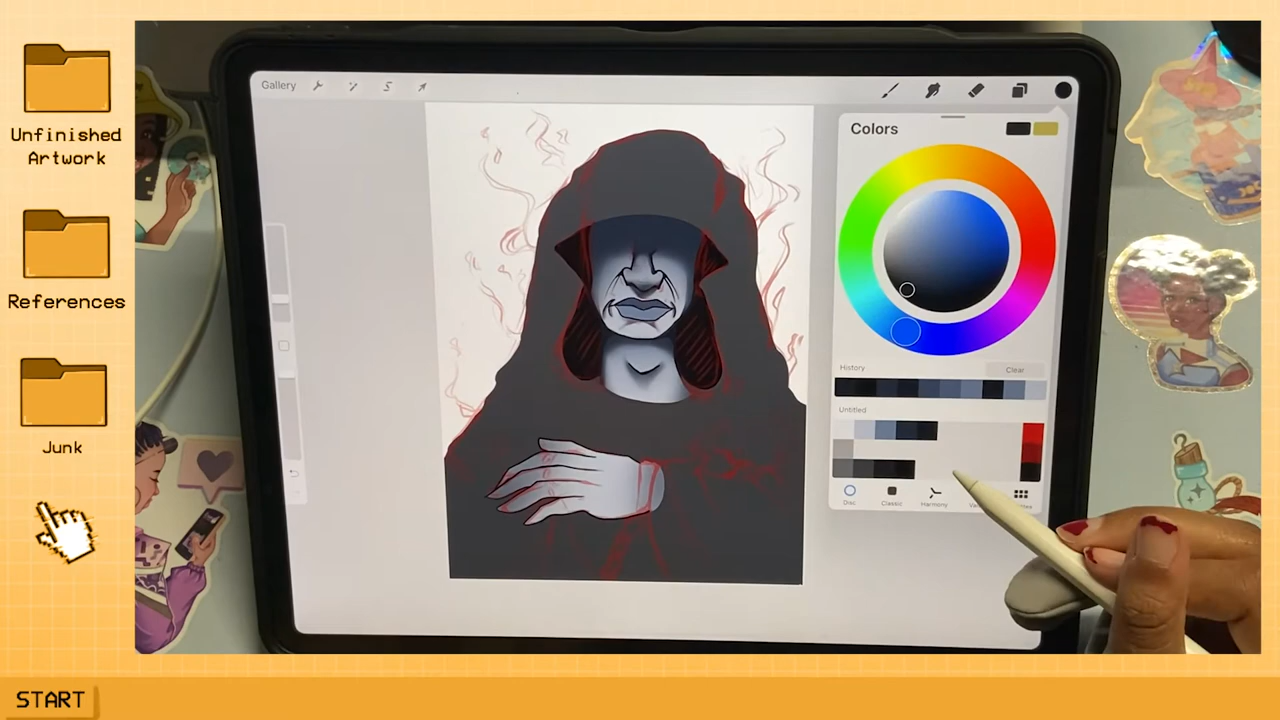 Unfinished
Artwork
References
Junk
START
Gallery
Colors
History
Clear
Untitled
Disc
Classic
Harmony